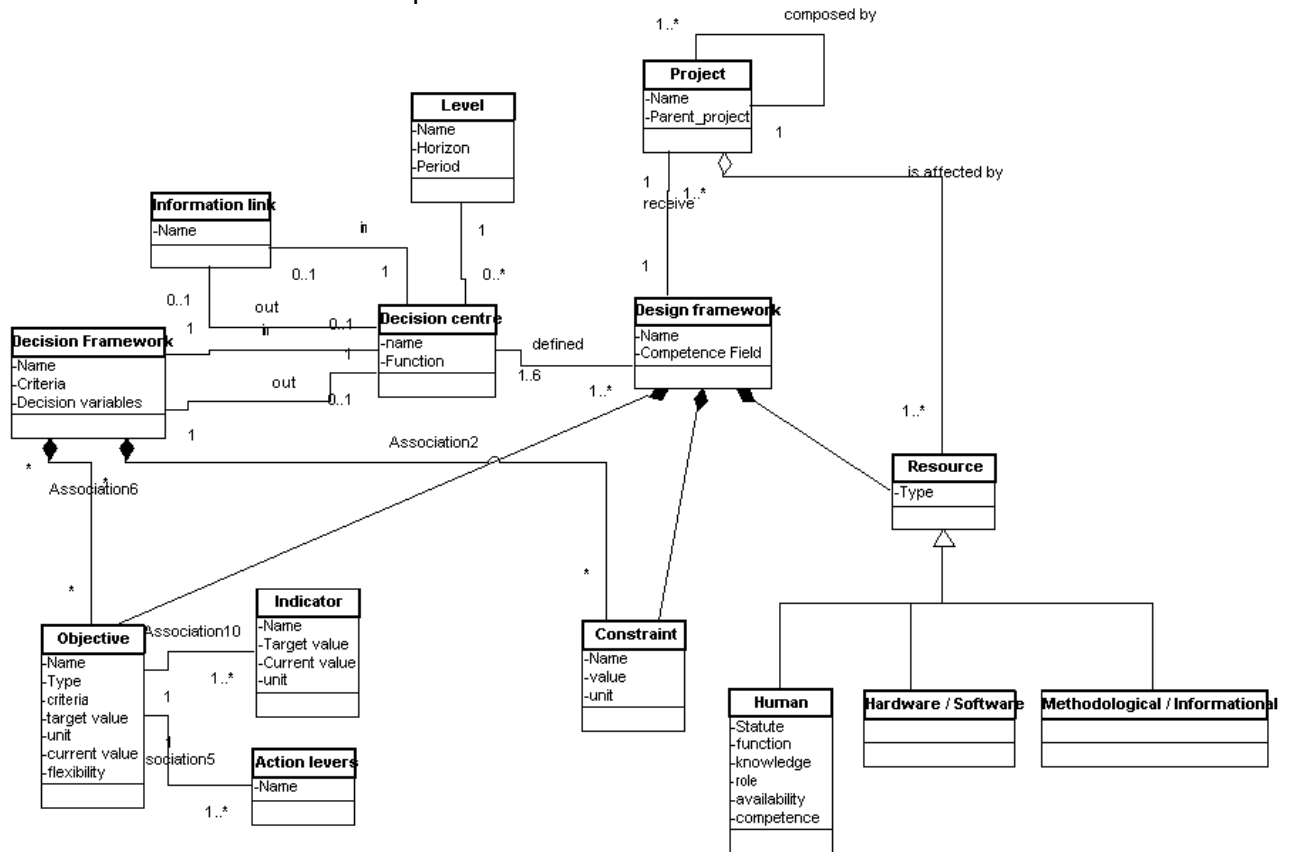 composed by
1..*
Project
-Name
-Parent_project
1
is affected by
1
1..*
receive
1
Level
-Name
-Horizon
-Period
1
0..*
Information link
-Name
in
0..1
1
0..1
out
0..1
Decision centre
-name
-Function
defined
1..6
1..*
Design framework
-Name
-Competence Field
Decision Framework
-Name
-Criteria
-Decision variables
1
in
1
out
0..1
1
Association2
*
Association6
*
*
*
1..*
Resource
-Type
Objective
-Name
-Type
-criteria
-target value
-unit
-current value
-flexibility
Association10
1..*
1
1
sociation5
1..*
Indicator
-Name
-Target value
-Current value
-unit
Action levers
-Name
Constraint
-Name
-value
-unit
Human
-Statute
-function
-knowledge
-role
-availability
-competence
Hardware / Software
Methodological / Informational